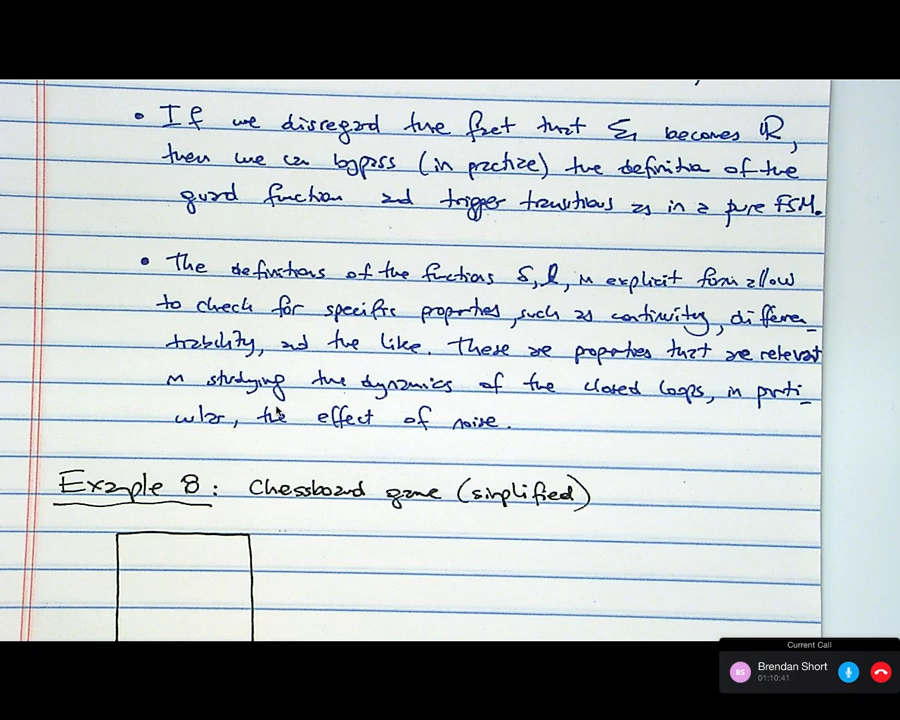 • If we disregard the fact that Σ becomes ℝ,
then we can bypass (in practice) the definition of the
guard function and trigger transitions as in a pure FSM.
• The definitions of the functions δ, l, in explicit form allow
to check for specific properties, such as continuity, differen-
tiability, and the like. These are properties that are relevant
in studying the dynamics of the closed loops, in parti-
cular, the effect of noise.
Example 8: Chessboard game (simplified)
Current Call
BS
Brendan Short
01:10:41